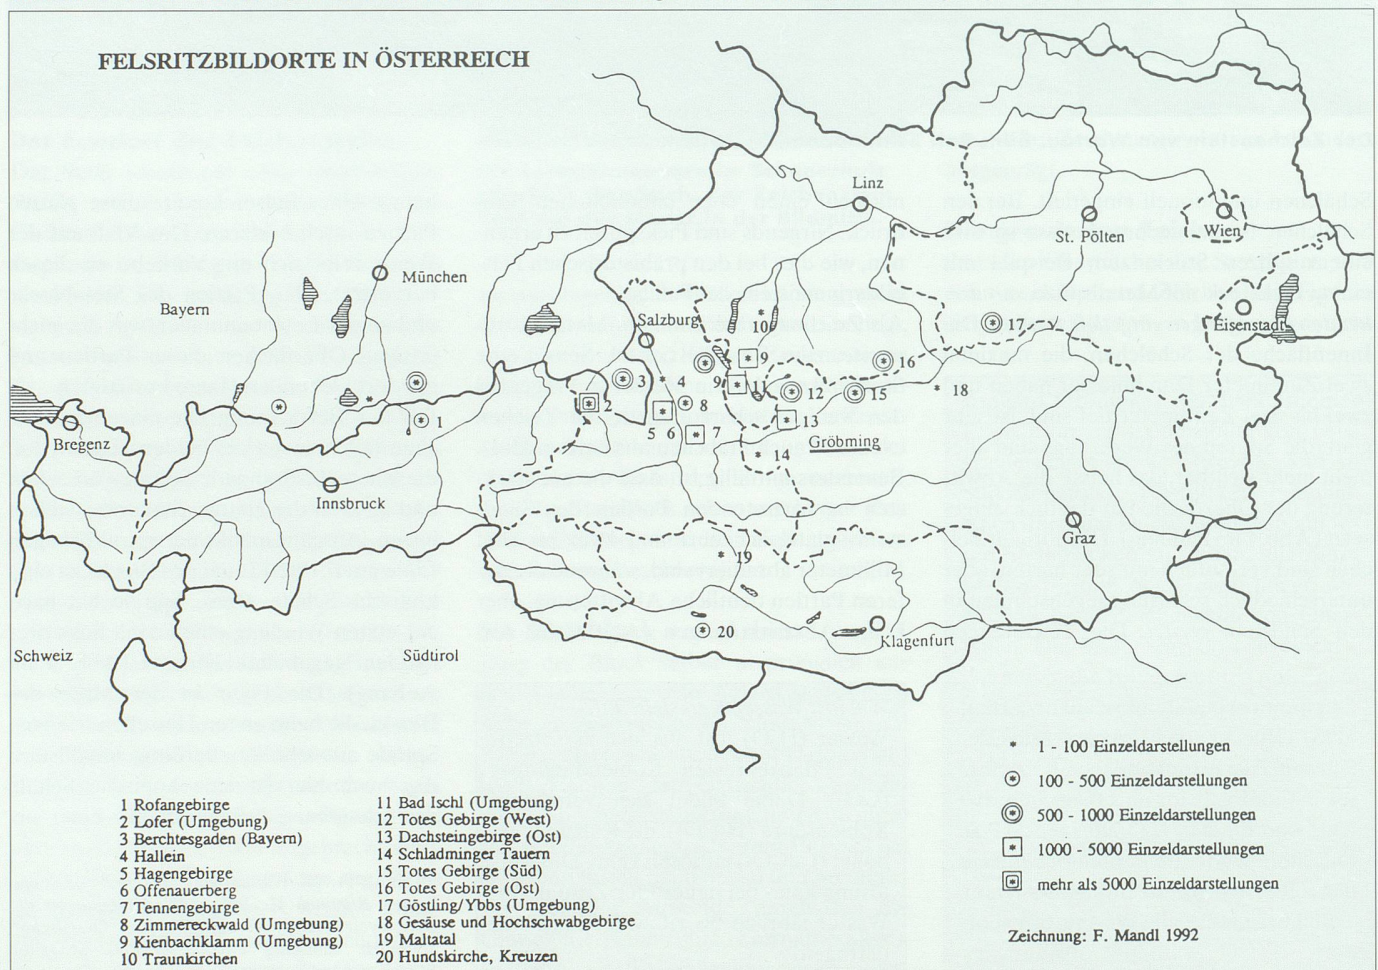 FELSRITZBILDORTE IN ÖSTERREICH
Linz
St. Pölten
Wien
München
Bayern
Salzburg
Eisenstadt
10
17
9
16
3
4
9
11
12
15
18
2
8
1
5
6
7
13
Bregenz
Gröbming
14
Innsbruck
Graz
19
20
Klagenfurt
Schweiz
Südtirol
* 1 - 100 Einzeldarstellungen
100 - 500 Einzeldarstellungen
500 - 1000 Einzeldarstellungen
1000 - 5000 Einzeldarstellungen
mehr als 5000 Einzeldarstellungen
Zeichnung: F. Mandl 1992
1 Rofangebirge
2 Lofer (Umgebung)
3 Berchtesgaden (Bayern)
4 Hallein
5 Hagengebirge
6 Offenauerberg
7 Tennengebirge
8 Zimmereckwald (Umgebung)
9 Kienbachklamm (Umgebung)
10 Traunkirchen
11 Bad Ischl (Umgebung)
12 Totes Gebirge (West)
13 Dachsteingebirge (Ost)
14 Schladminger Tauern
15 Totes Gebirge (Süd)
16 Totes Gebirge (Ost)
17 Göstling/Ybbs (Umgebung)
18 Gesäuse und Hochschwabgebirge
19 Maltatal
20 Hundskirche, Kreuzen